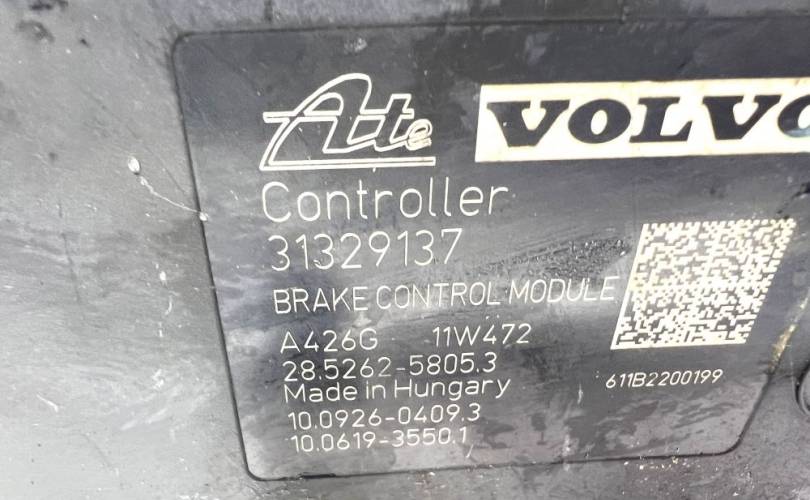 Ate VOLVO
Controller
31329137
BRAKE CONTROL MODULE
A426G 11W472
28.5262-5805.3
Made in Hungary 611B2200199
10.0926-0409.3
10.0619-3550.1